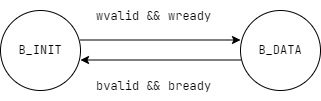 wvalid && wready
B_INIT
B_DATA
bvalid && bready